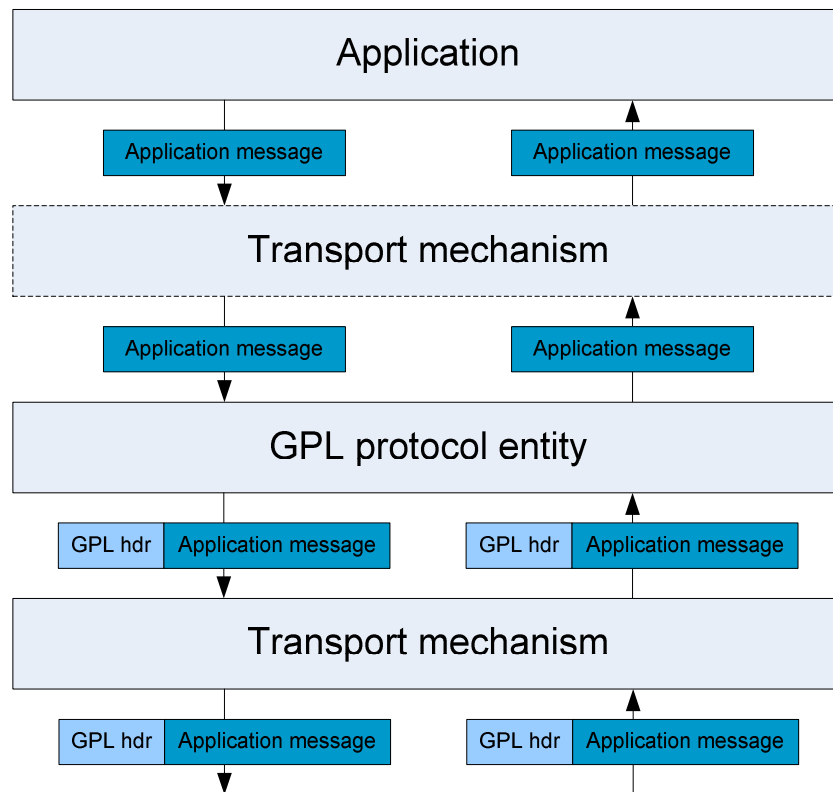 Application
Application message
Application message
Transport mechanism
Application message
Application message
GPL protocol entity
GPL hdr Application message
GPL hdr Application message
Transport mechanism
GPL hdr Application message
GPL hdr Application message